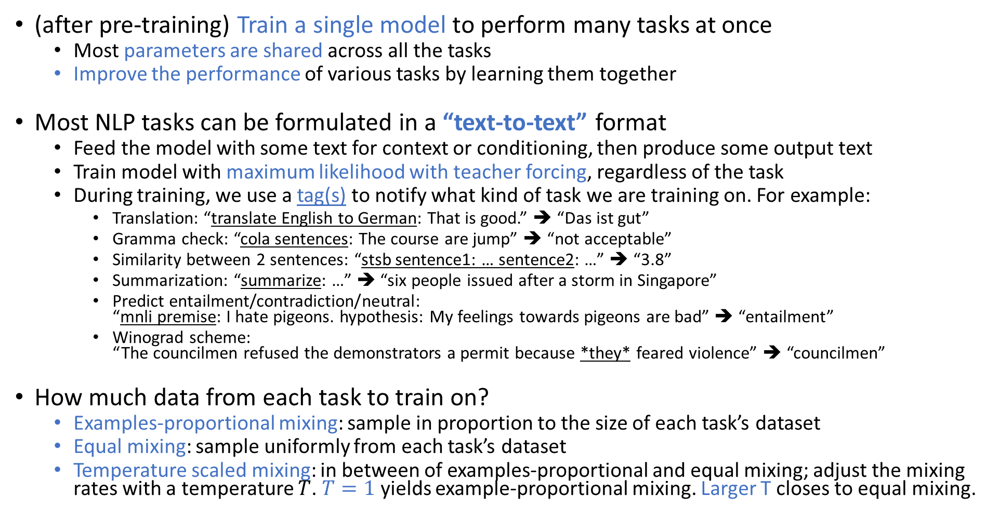 • (after pre-training) Train a single model to perform many tasks at once
• Most parameters are shared across all the tasks
• Improve the performance of various tasks by learning them together
• Most NLP tasks can be formulated in a “text-to-text” format
• Feed the model with some text for context or conditioning, then produce some output text
• Train model with maximum likelihood with teacher forcing, regardless of the task
• During training, we use a tag(s) to notify what kind of task we are training on. For example:
• Translation: “translate English to German: That is good.” ➔ “Das ist gut”
• Gramma check: “cola sentences: The course are jump” ➔ “not acceptable”
• Similarity between 2 sentences: “stsb sentence1: … sentence2: …” ➔ “3.8”
• Summarization: “summarize: …” ➔ “six people issued after a storm in Singapore”
• Predict entailment/contradiction/neutral:
“mnli premise: I hate pigeons. hypothesis: My feelings towards pigeons are bad” ➔ “entailment”
• Winograd scheme:
“The councilmen refused the demonstrators a permit because *they* feared violence” ➔ “councilmen”
• How much data from each task to train on?
• Examples-proportional mixing: sample in proportion to the size of each task’s dataset
• Equal mixing: sample uniformly from each task’s dataset
• Temperature scaled mixing: in between of examples-proportional and equal mixing; adjust the mixing
rates with a temperature T. T = 1 yields example-proportional mixing. Larger T closes to equal mixing.